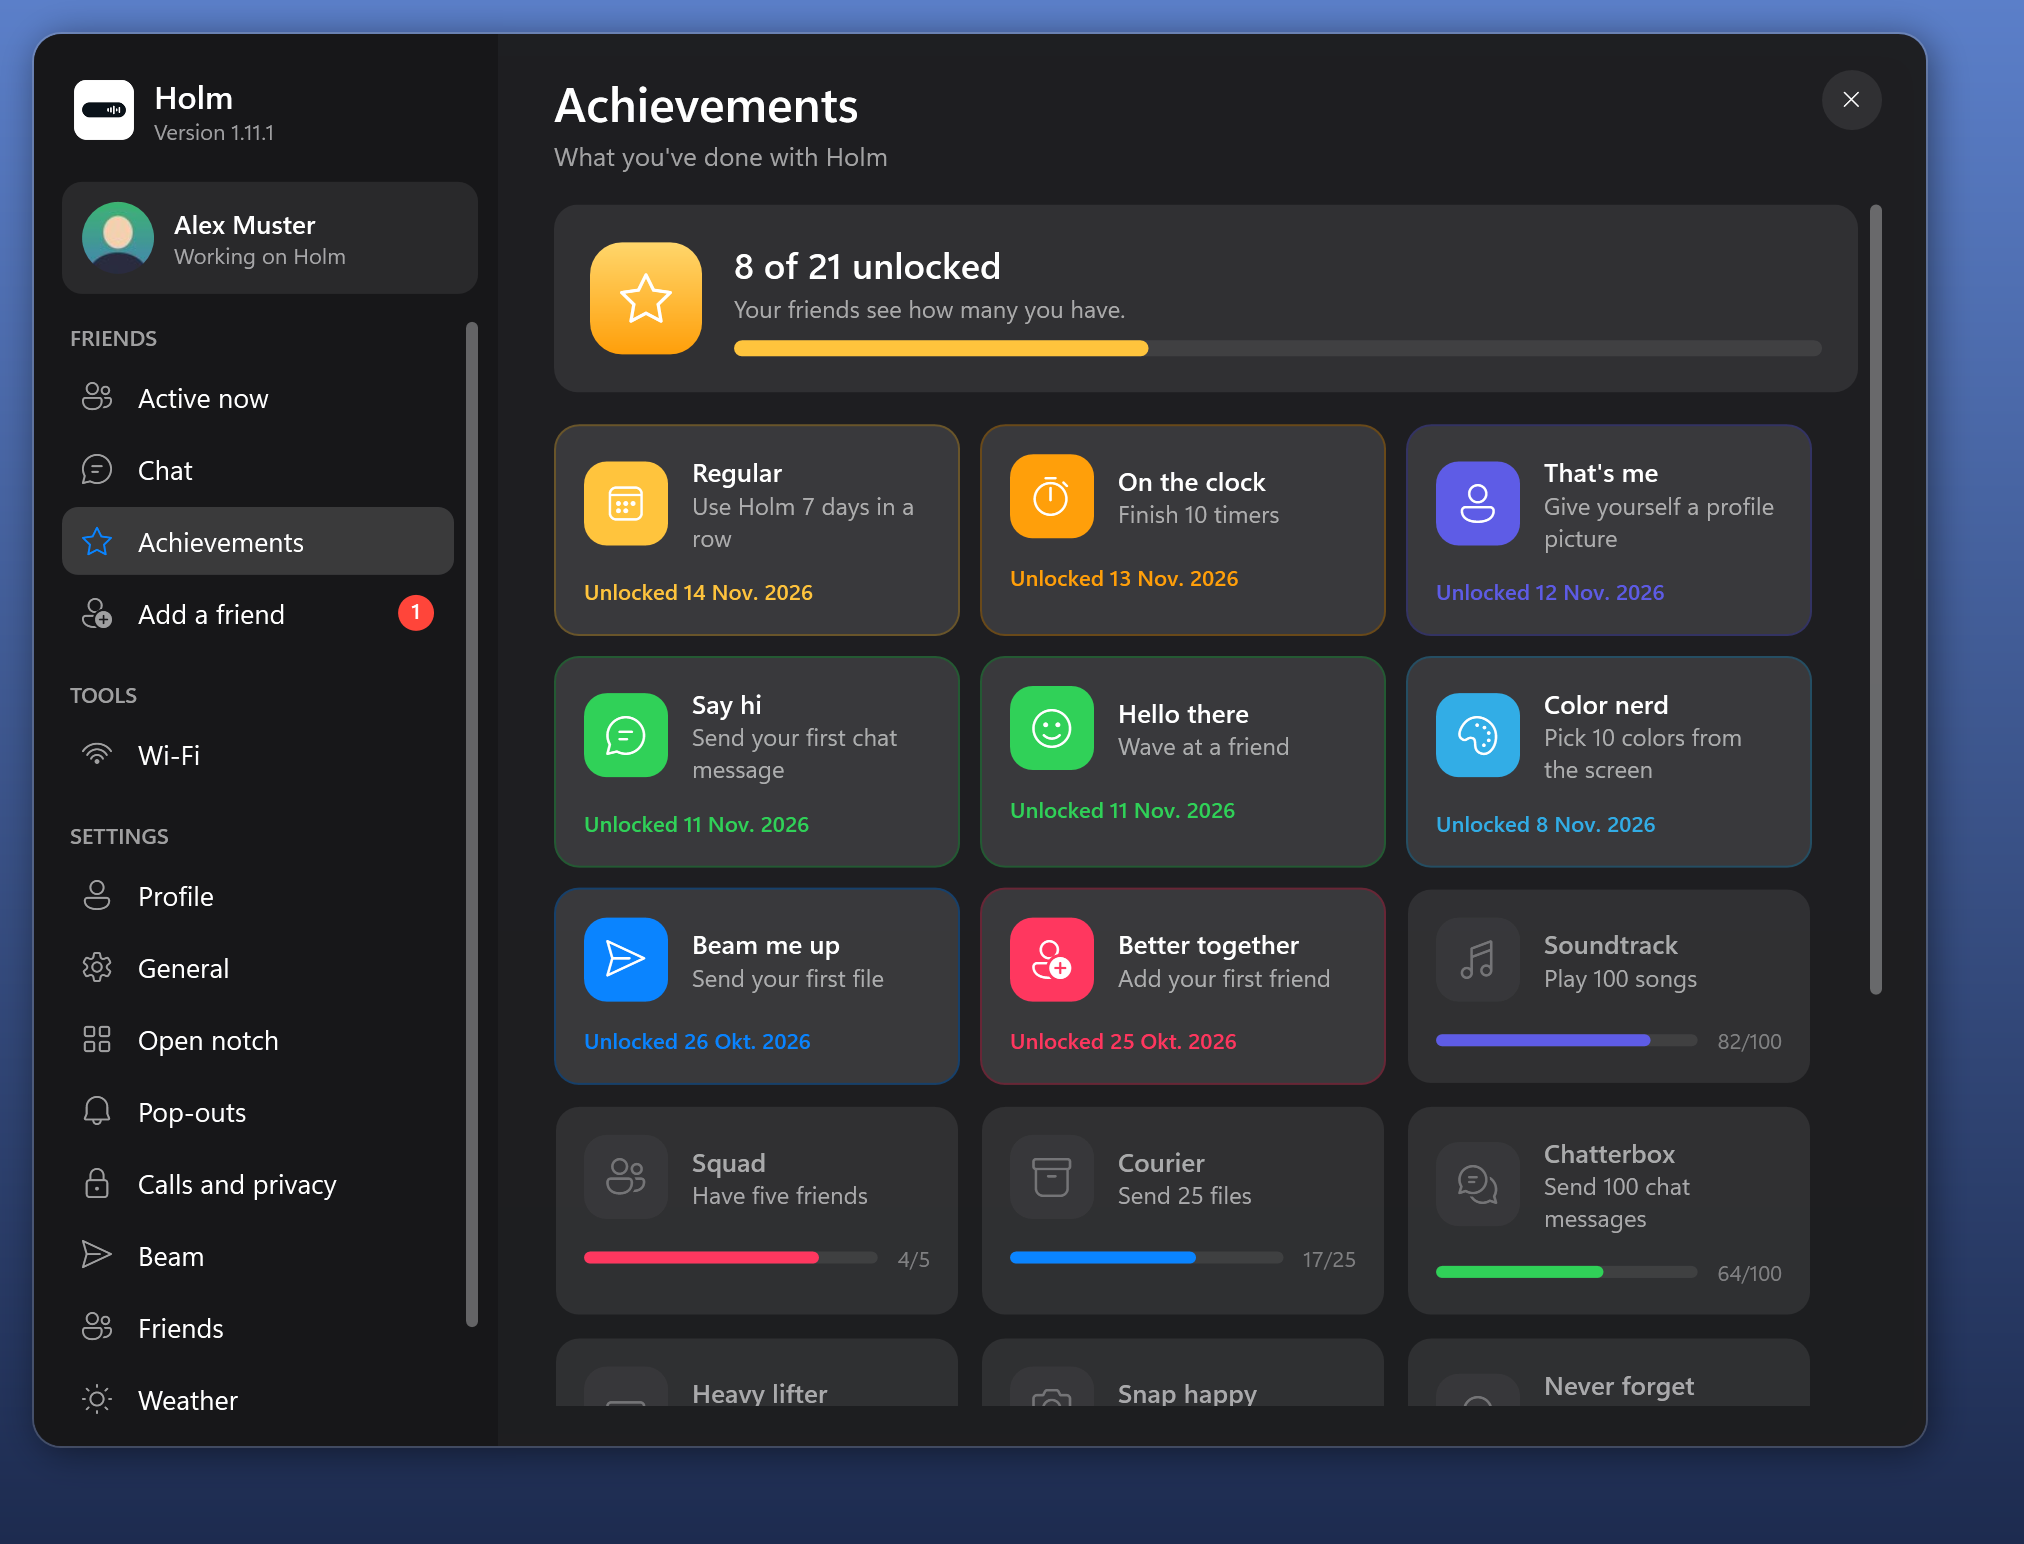 Holm
Version 1.11.1
Alex Muster
Working on Holm
FRIENDS
Active now
Chat
Achievements
Add a friend
1
TOOLS
Wi-Fi
SETTINGS
Profile
General
Open notch
Pop-outs
Calls and privacy
Beam
Friends
Weather
Achievements
What you've done with Holm
8 of 21 unlocked
Your friends see how many you have.
Regular
Use Holm 7 days in a
row
Unlocked 14 Nov. 2026
On the clock
Finish 10 timers
Unlocked 13 Nov. 2026
That's me
Give yourself a profile
picture
Unlocked 12 Nov. 2026
Say hi
Send your first chat
message
Unlocked 11 Nov. 2026
Hello there
Wave at a friend
Unlocked 11 Nov. 2026
Color nerd
Pick 10 colors from
the screen
Unlocked 8 Nov. 2026
Beam me up
Send your first file
Unlocked 26 Okt. 2026
Better together
Add your first friend
Unlocked 25 Okt. 2026
Soundtrack
Play 100 songs
82/100
Squad
Have five friends
4/5
Courier
Send 25 files
17/25
Chatterbox
Send 100 chat
messages
64/100
Heavy lifter
Snap happy
Never forget